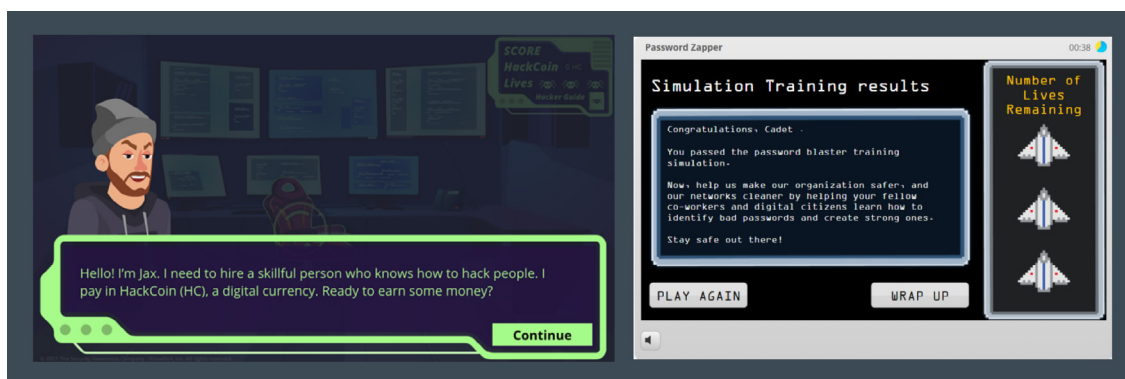 SCORE
HackCoin 0 HC
Lives
Hacker Guide
Hello! I'm Jax. I need to hire a skillful person who knows how to hack people. I
pay in HackCoin (HC), a digital currency. Ready to earn some money?
Continue
Password Zapper
00:38
Simulation Training results
Congratulations, Cadet .
You passed the password blaster training
simulation.
Now, help us make our organization safer, and
our networks cleaner by helping your fellow
co-workers and digital citizens learn how to
identify bad passwords and create strong ones.
Stay safe out there!
PLAY AGAIN
WRAP UP
Number of
Lives
Remaining